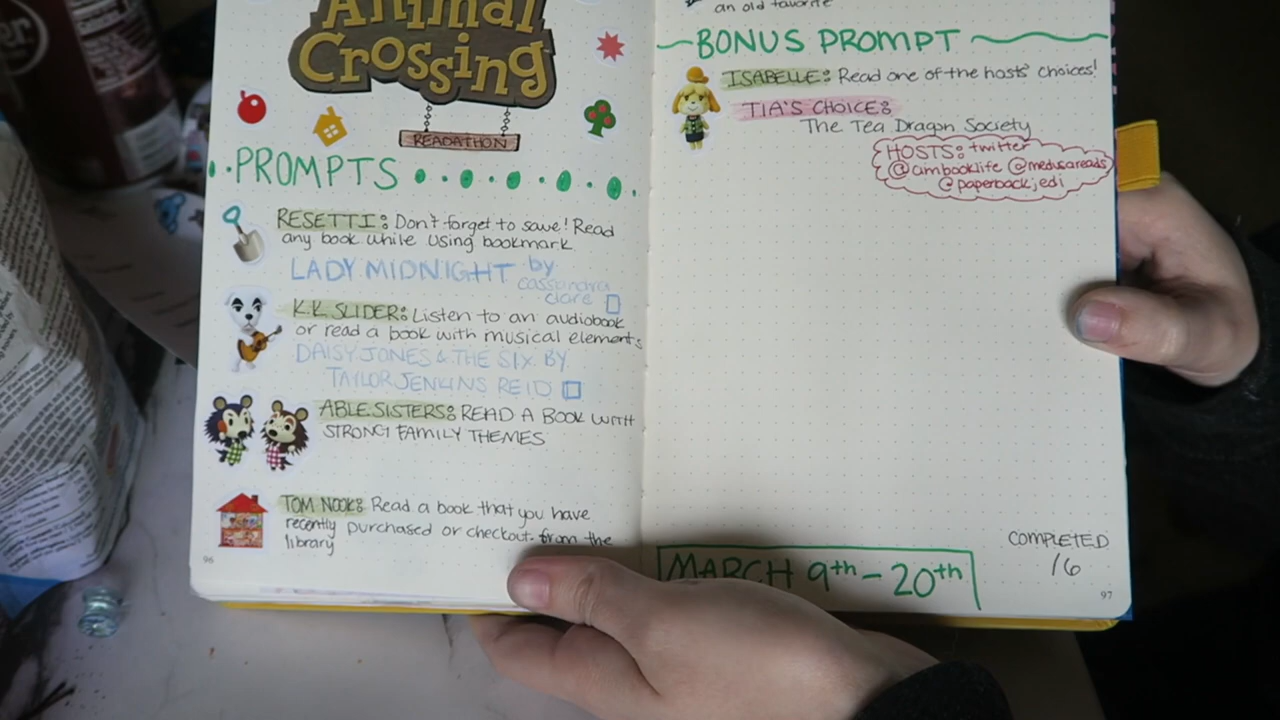 Animal
Crossing
READATHON
PROMPTS
RESETTI: Don't forget to save! Read
any book while using bookmark
LADY MIDNIGHT by
cassandra
clare
K.K SLIDER: Listen to an audiobook
or read a book with musical elements
DAISY JONES & THE SIX BY
TAYLOR JENKINS REID
ABLE SISTERS: READ A BOOK WITH
STRONG FAMILY THEMES
TOM NOOK: Read a book that you have
recently purchased or checkout from the
library
96
an old favorite
BONUS PROMPT
ISABELLE: Read one of the hosts' choices!
TIA'S CHOICE:
The Tea Dragon Society
HOSTS: twitter
@ambooklife @medusareads
@paperbackjedi
MARCH 9th - 20th
COMPLETED
/6
97